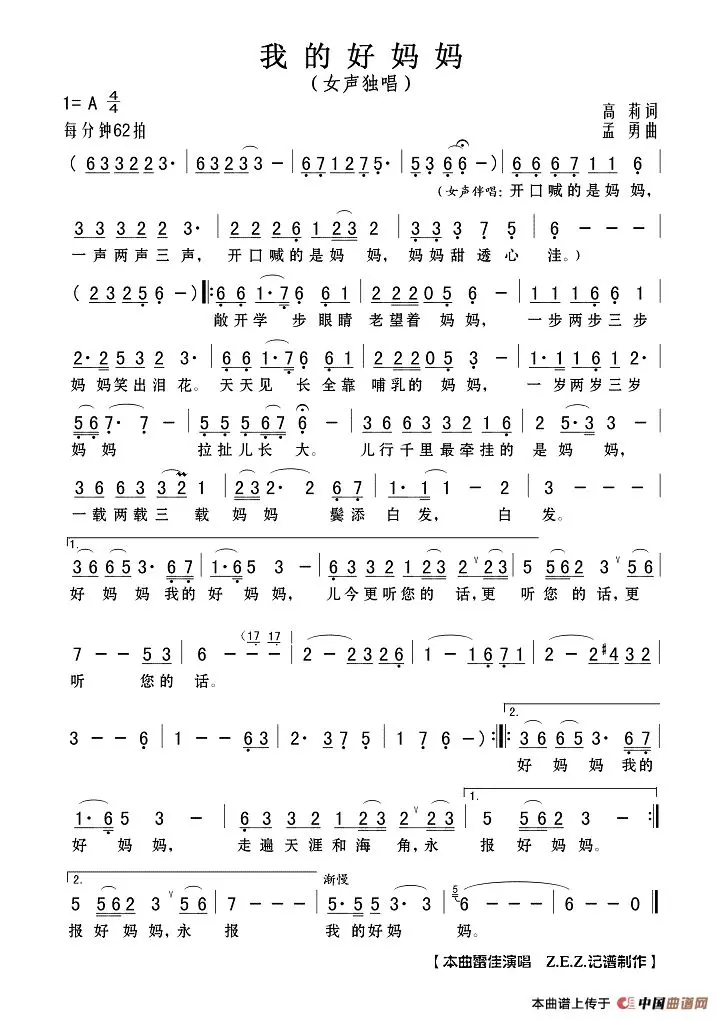 我的好妈妈
（女声独唱）
1= A 4/4
每分钟62拍
高 莉 词
孟 勇 曲
( 6 3 3 2 2 3· | 6 3 2 3 3 - | 6 7 1 2 7 5· | 5 3 6 6 - ) | 6 6 6 7 1 1 6 |
(女声伴唱: 开口喊的是妈妈,
3 3 3 2 2 3· | 2 2 2 6 1 2 3 2 | 3 3 3 7 5 | 6 - - - |
一声两声三声, 开口喊的是妈 妈, 妈妈甜透心 洼。)
( 2 3 2 5 6 - ) |: 6 6 1·7 6 6 1 | 2 2 2 0 5 6 - | 1 1 1 6 6 1 |
敞开学 步眼睛 老望着 妈妈, 一步两步三步
2· 2 5 3 2 3· | 6 6 1·7 6 6 1 | 2 2 2 0 5 3 - | 1· 1 1 6 1 2· |
妈妈笑出泪花。 天天见 长全靠 哺乳的 妈妈, 一岁两岁三岁
5 6 7· 7 - | 5 5 5 6 7 6 | 3 6 6 3 3 2 1 6 | 2 5·3 3 - |
妈妈 拉扯儿长 大。 儿行千里最牵挂的 是妈 妈,
3 6 6 3 3 2 1 | 2 3 2· 2 6 7 | 1 - - 2 | 3 - - - |
一载两载三 载妈妈 鬓添 白发, 白 发。
1.
3 6 6 5 3· 6 7 | 1·6 5 3 - | 6 3 3 2 1 2 3 2 ∨ 2 3 | 5 5 6 2 3 ∨ 5 6 |
好 妈妈我的 好 妈妈, 儿今更听您的 话,更 听您的 话,更
7 - - 5 3 | 6 - - - (17 17 | 2 - 2 3 2 6 | 1 - 1 6 7 1 | 2 - 2 #4 3 2 |
听 您的 话。
3 - - 6 | 1 - - 6 3 | 2· 3 7 5 | 1 7 6 - ) :|: 3 6 6 5 3· 6 7 |
2.
好 妈 妈 我的
1·6 5 3 - | 6 3 3 2 1 2 3 2 ∨ 2 3 | 5 5 6 2 3 - :|
1.
好 妈妈, 走遍天涯和海 角,永 报好妈妈。
2.
渐慢
5 5 6 2 3 ∨ 5 6 | 7 - - - | 5· 5 5 3 3· | 5 6 - - - | 6 - - 0 ‖
报好妈妈,永 报 我的好妈 妈。
【本曲雷佳演唱 Z.E.Z.记谱制作】
本曲谱上传于 中国曲谱网